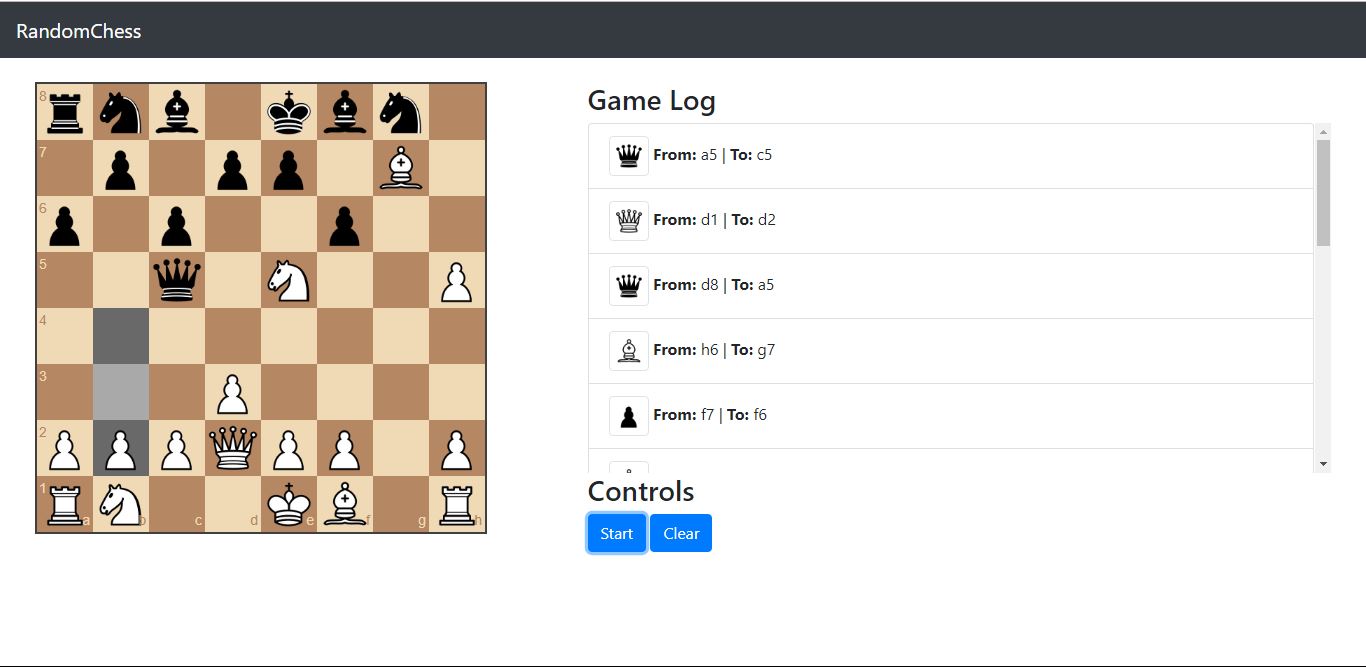 RandomChess
8
7
6
5
4
3
2
1
a b c d e f g h
Game Log
From: a5 | To: c5
From: d1 | To: d2
From: d8 | To: a5
From: h6 | To: g7
From: f7 | To: f6
Controls
Start Clear